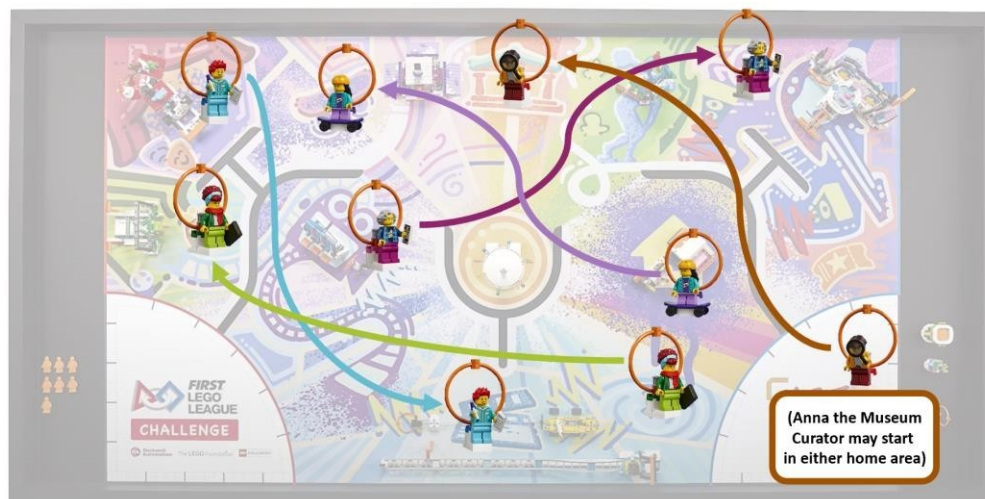 FIRST
LEGO
LEAGUE
CHALLENGE
(Anna the Museum
Curator may start
in either home area)